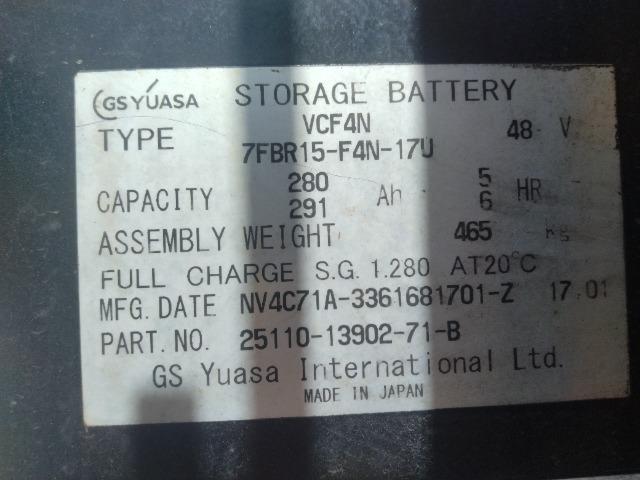 GS YUASA STORAGE BATTERY
TYPE VCF4N 48 V
7FBR15-F4N-17U
CAPACITY 280 Ah 5 HR
291 6
ASSEMBLY WEIGHT 465 kg
FULL CHARGE S.G. 1.280 AT20°C
MFG. DATE NV4C71A-3361681701-Z 17.01
PART. NO. 25110-13902-71-B
GS Yuasa International Ltd.
MADE IN JAPAN